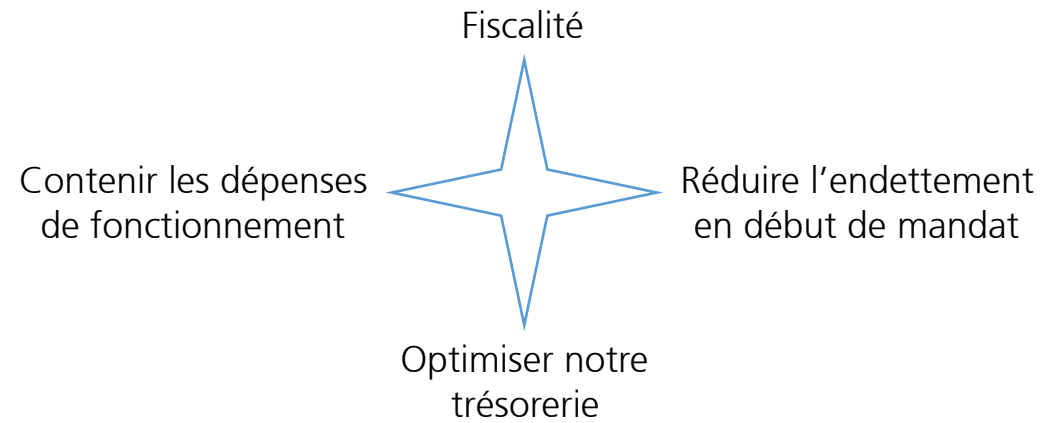 Fiscalité
Contenir les dépenses
de fonctionnement
Réduire l’endettement
en début de mandat
Optimiser notre
trésorerie